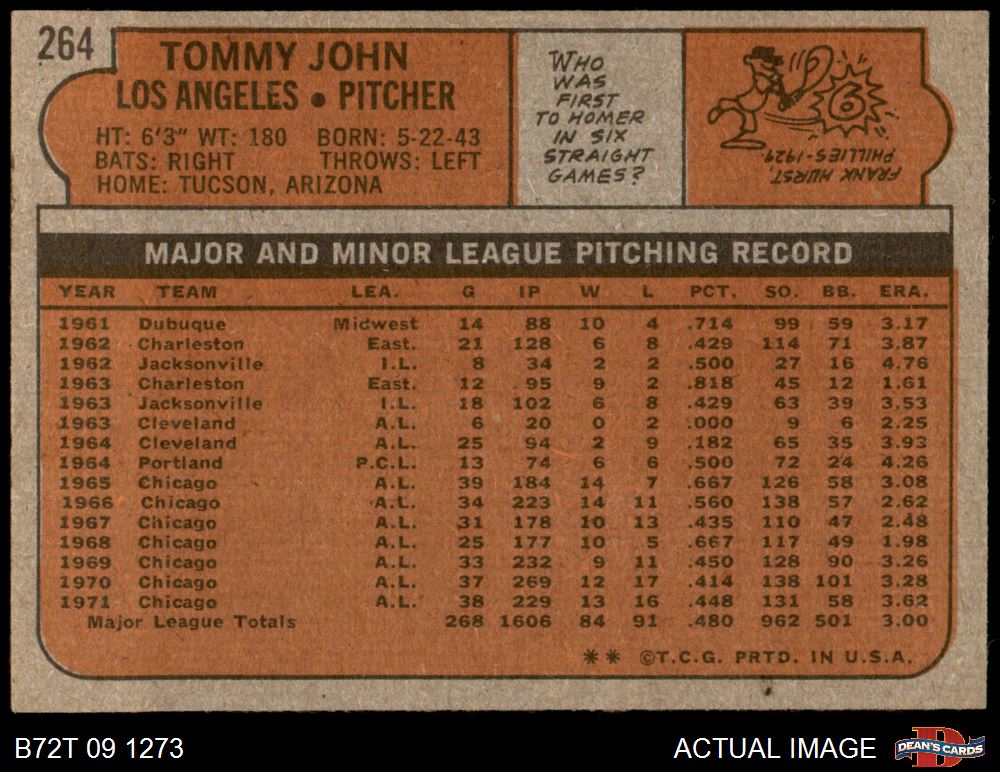 264
TOMMY JOHN
LOS ANGELES • PITCHER
HT: 6'3" WT: 180 BORN: 5-22-43
BATS: RIGHT THROWS: LEFT
HOME: TUCSON, ARIZONA
WHO
WAS
FIRST
TO HOMER
IN SIX
STRAIGHT
GAMES?
6
FRANK HURST,
PHILLIES-1929
MAJOR AND MINOR LEAGUE PITCHING RECORD
YEAR TEAM LEA. G IP W L PCT. SO. BB. ERA.
1961 Dubuque Midwest 14 88 10 4 .714 99 59 3.17
1962 Charleston East. 21 128 6 8 .429 114 71 3.87
1962 Jacksonville I.L. 8 34 2 2 .500 27 16 4.76
1963 Charleston East. 12 95 9 2 .818 45 12 1.61
1963 Jacksonville I.L. 18 102 6 8 .429 63 39 3.53
1963 Cleveland A.L. 6 20 0 2 .000 9 6 2.25
1964 Cleveland A.L. 25 94 2 9 .182 65 35 3.93
1964 Portland P.C.L. 13 74 6 6 .500 72 24 4.26
1965 Chicago A.L. 39 184 14 7 .667 126 58 3.08
1966 Chicago A.L. 34 223 14 11 .560 138 57 2.62
1967 Chicago A.L. 31 178 10 13 .435 110 47 2.48
1968 Chicago A.L. 25 177 10 5 .667 117 49 1.98
1969 Chicago A.L. 33 232 9 11 .450 128 90 3.26
1970 Chicago A.L. 37 269 12 17 .414 138 101 3.28
1971 Chicago A.L. 38 229 13 16 .448 131 58 3.62
Major League Totals 268 1606 84 91 .480 962 501 3.00
** ©T.C.G. PRTD. IN U.S.A.
B72T 09 1273
ACTUAL IMAGE
DEAN'S CARDS